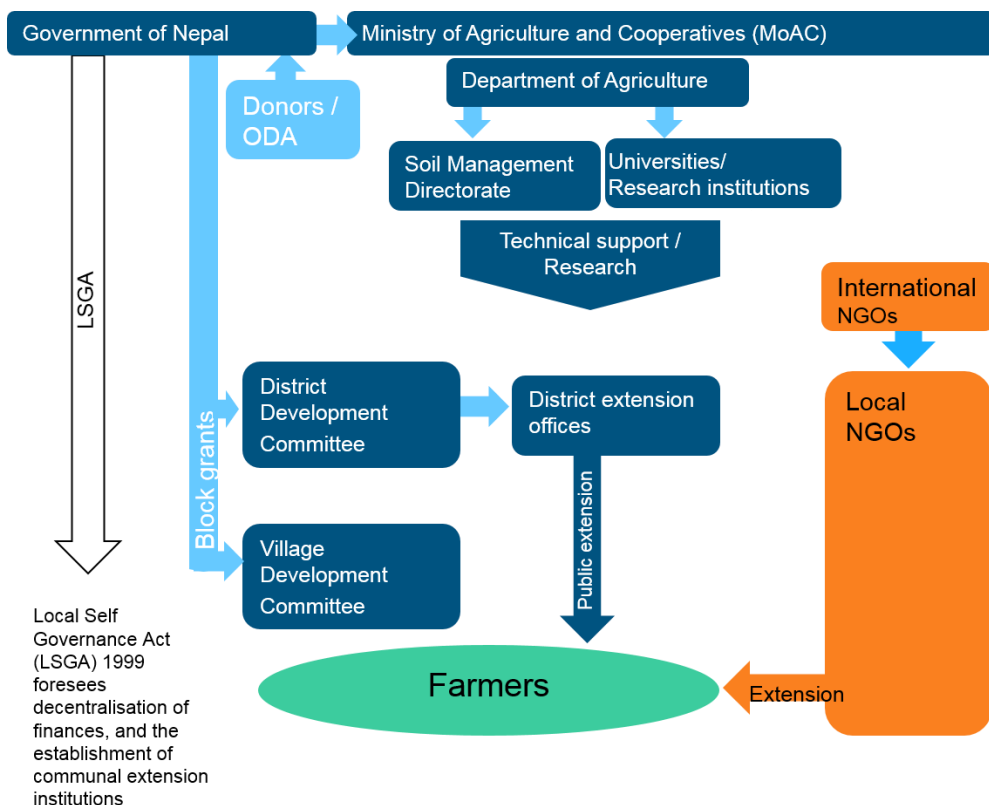 Government of Nepal
Ministry of Agriculture and Cooperatives (MoAC)
Department of Agriculture
Donors /
ODA
Soil Management
Directorate
Universities/
Research institutions
Technical support /
Research
International
NGOs
LSGA
Block grants
District
Development
Committee
District extension
offices
Local
NGOs
Public extension
Village
Development
Committee
Local Self
Governance Act
(LSGA) 1999
foresees
decentralisation of
finances, and the
establishment of
communal extension
institutions
Farmers
Extension